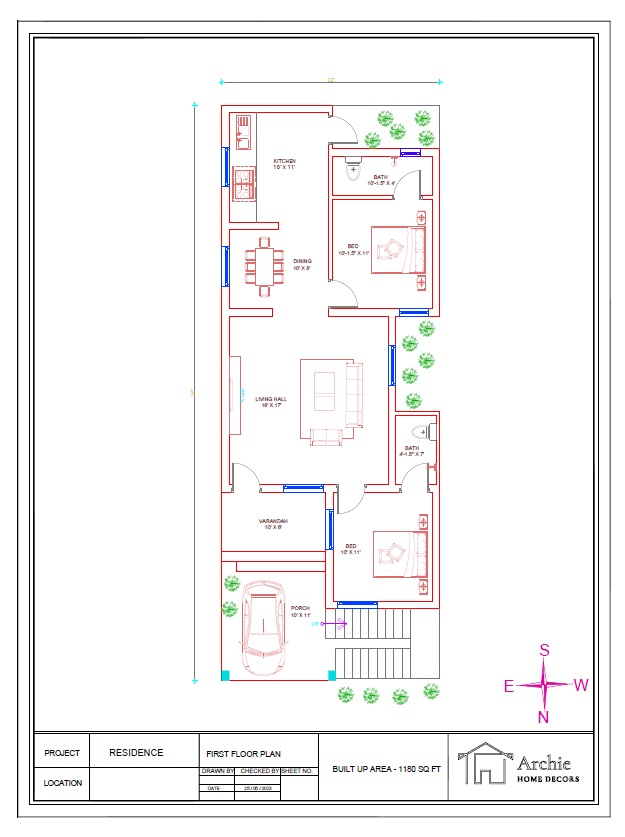 22'
KITCHEN
10' X 11'
BATH
10'-1.5" X 4'
BED
10'-1.5" X 11'
DINING
10' X 8'
LIVING HALL
16' X 17'
BATH
4'-1.5" X 7'
VARANDAH
10' X 6'
BED
10' X 11'
PORCH
10' X 11'
UP
S
E W
N
PROJECT
RESIDENCE
FIRST FLOOR PLAN
LOCATION
DRAWN BY CHECKED BY SHEET NO.
DATE 25 / 05 / 2023
BUILT UP AREA - 1180 SQ FT
Archie
HOME DECORS